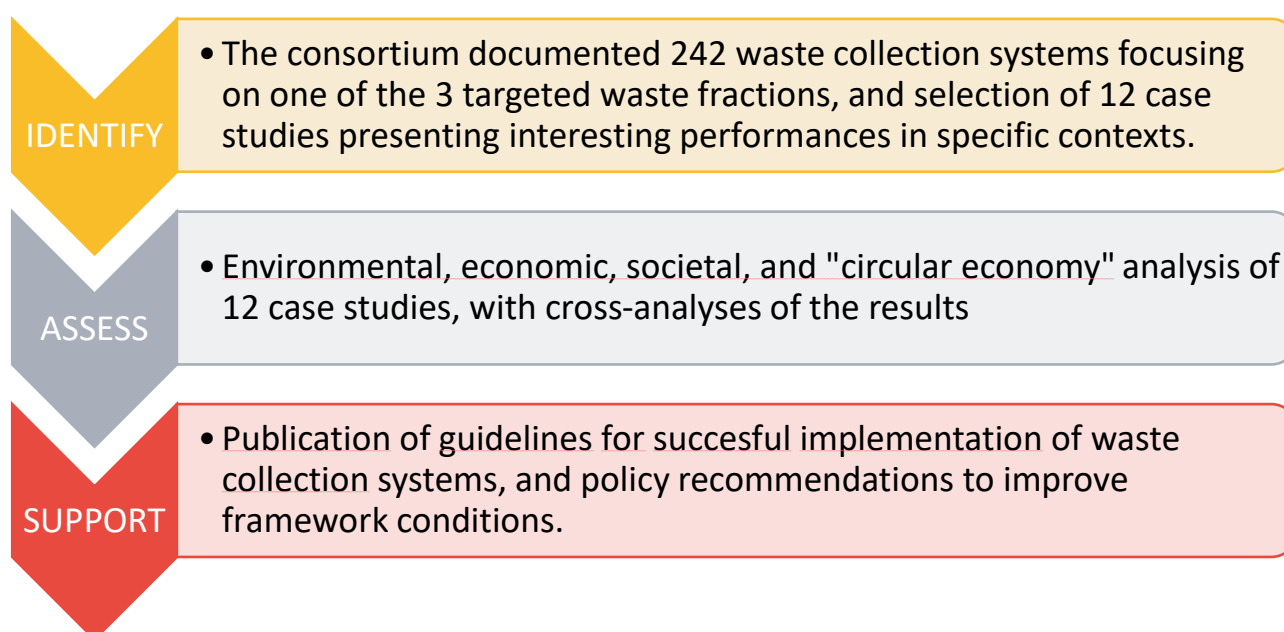 IDENTIFY
• The consortium documented 242 waste collection systems focusing
on one of the 3 targeted waste fractions, and selection of 12 case
studies presenting interesting performances in specific contexts.
ASSESS
• Environmental, economic, societal, and "circular economy" analysis of
12 case studies, with cross-analyses of the results
SUPPORT
• Publication of guidelines for succesful implementation of waste
collection systems, and policy recommendations to improve
framework conditions.